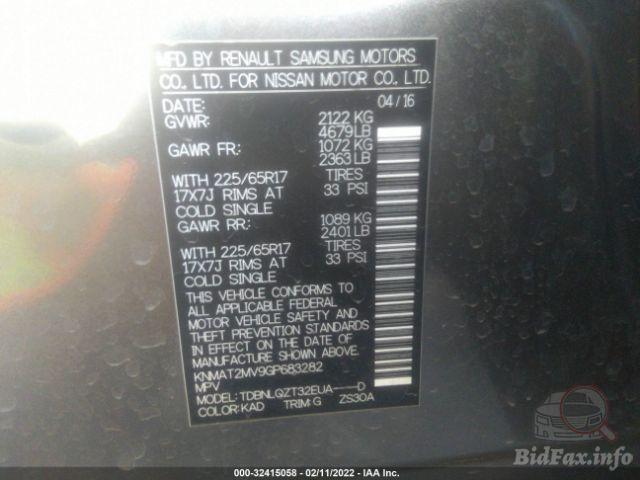 MFD BY RENAULT SAMSUNG MOTORS
CO., LTD. FOR NISSAN MOTOR CO., LTD.
DATE: 04/16
GVWR: 2122 KG
4679 LB
GAWR FR: 1072 KG
2363 LB
WITH 225/65R17 TIRES
17X7J RIMS AT 33 PSI
COLD SINGLE
GAWR RR: 1089 KG
2401 LB
WITH 225/65R17 TIRES
17X7J RIMS AT 33 PSI
COLD SINGLE
THIS VEHICLE CONFORMS TO
ALL APPLICABLE FEDERAL
MOTOR VEHICLE SAFETY AND
THEFT PREVENTION STANDARDS
IN EFFECT ON THE DATE OF
MANUFACTURE SHOWN ABOVE.
KNMAT2MV9GP683282
MPV
MODEL: TDBNLQZT32EUA----D
COLOR: KAD TRIM: G ZS30A
BidFax.info
000-32415058 - 02/11/2022 - IAA Inc.